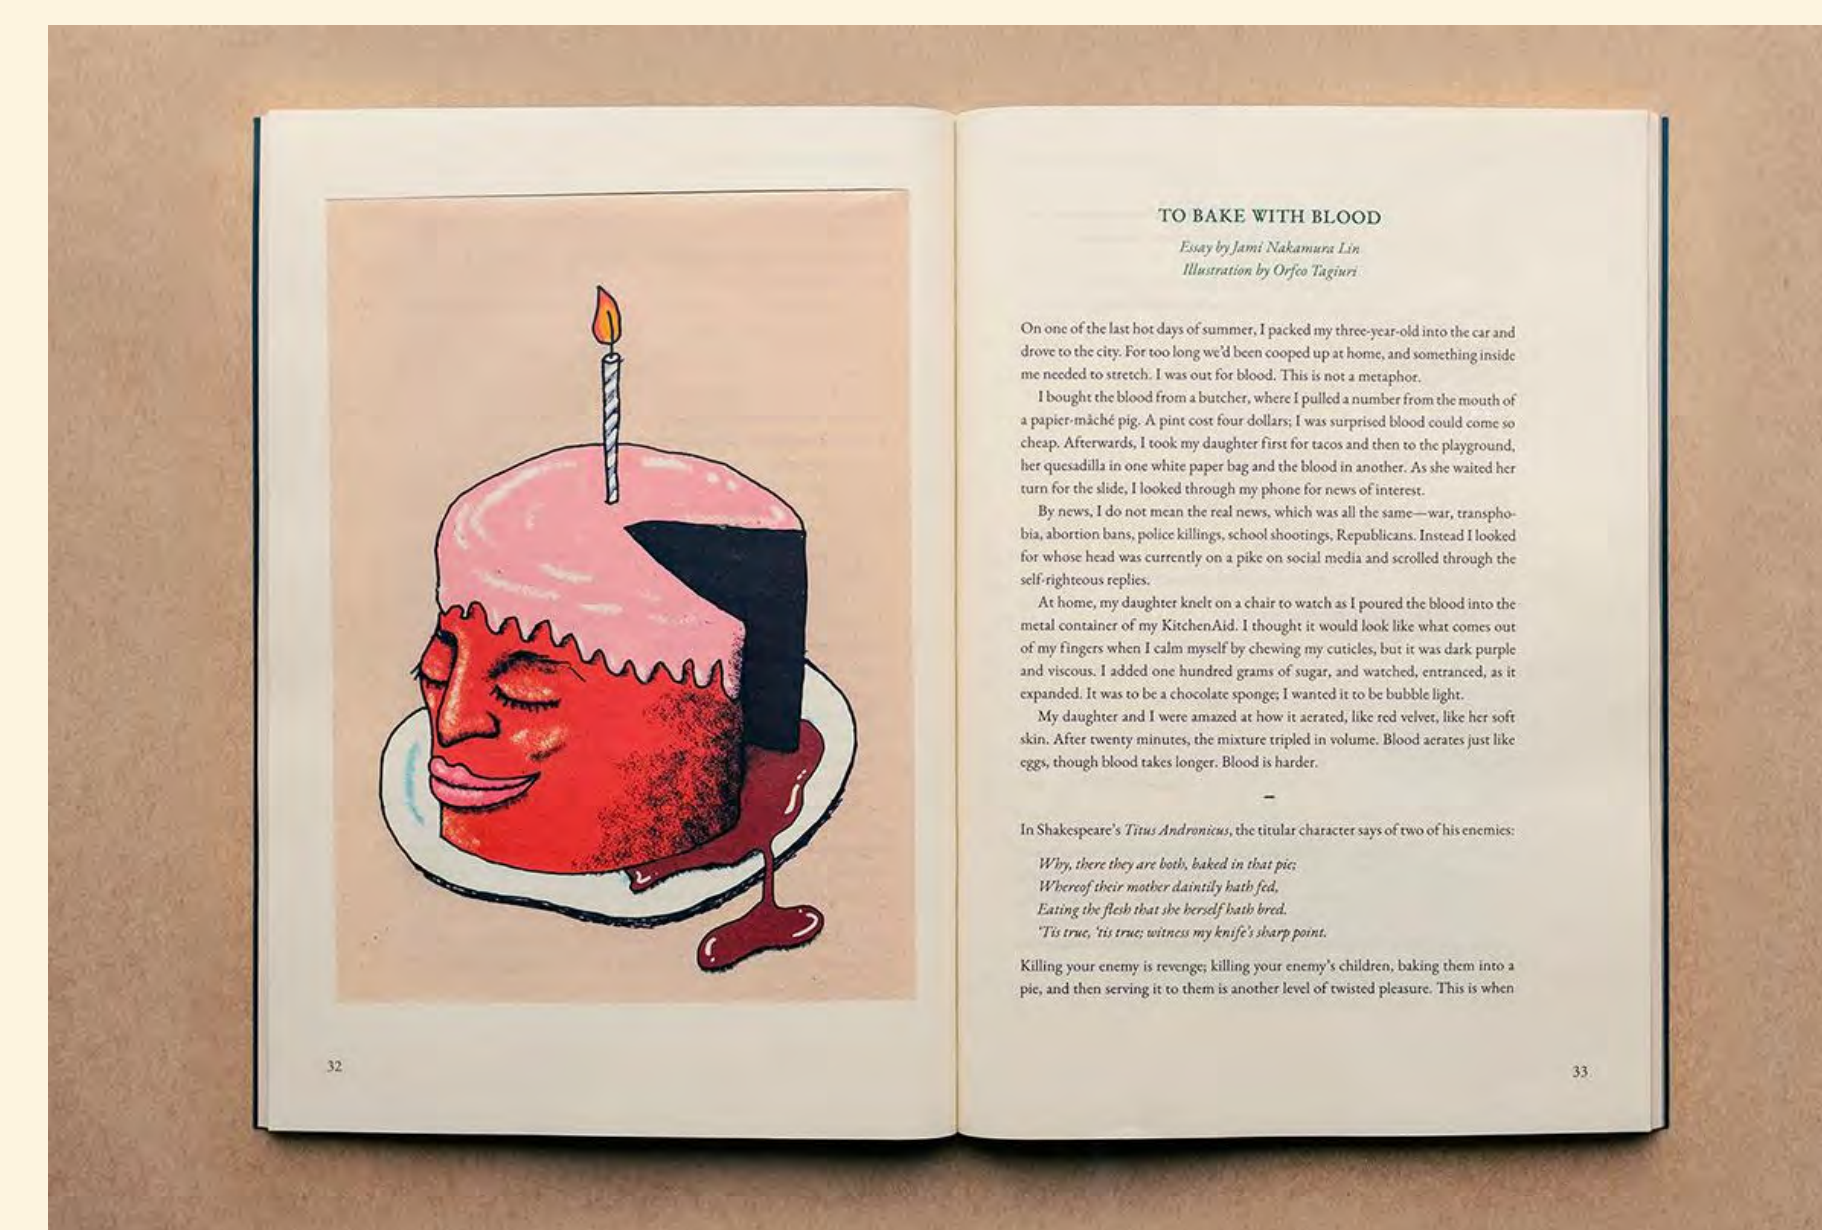 TO BAKE WITH BLOOD
Essay by Jami Nakamura Lin
Illustration by Orfeo Tagiuri
On one of the last hot days of summer, I packed my three-year-old into the car and
drove to the city. For too long we’d been cooped up at home, and something inside
me needed to stretch. I was out for blood. This is not a metaphor.
I bought the blood from a butcher, where I pulled a number from the mouth of
a papier-mâché pig. A pint cost four dollars; I was surprised blood could come so
cheap. Afterwards, I took my daughter first for tacos and then to the playground,
her quesadilla in one white paper bag and the blood in another. As she waited her
turn for the slide, I looked through my phone for news of interest.
By news, I do not mean the real news, which was all the same—war, transpho-
bia, abortion bans, police killings, school shootings, Republicans. Instead I looked
for whose head was currently on a pike on social media and scrolled through the
self-righteous replies.
At home, my daughter knelt on a chair to watch as I poured the blood into the
metal container of my KitchenAid. I thought it would look like what comes out
of my fingers when I calm myself by chewing my cuticles, but it was dark purple
and viscous. I added one hundred grams of sugar, and watched, entranced, as it
expanded. It was to be a chocolate sponge; I wanted it to be bubble light.
My daughter and I were amazed at how it aerated, like red velvet, like her soft
skin. After twenty minutes, the mixture tripled in volume. Blood aerates just like
eggs, though blood takes longer. Blood is harder.
–
In Shakespeare’s Titus Andronicus, the titular character says of two of his enemies:
Why, there they are both, baked in that pie;
Whereof their mother daintily hath fed,
Eating the flesh that she herself hath bred.
‘Tis true, ‘tis true; witness my knife’s sharp point.
Killing your enemy is revenge; killing your enemy’s children, baking them into a
pie, and then serving it to them is another level of twisted pleasure. This is when
32
33